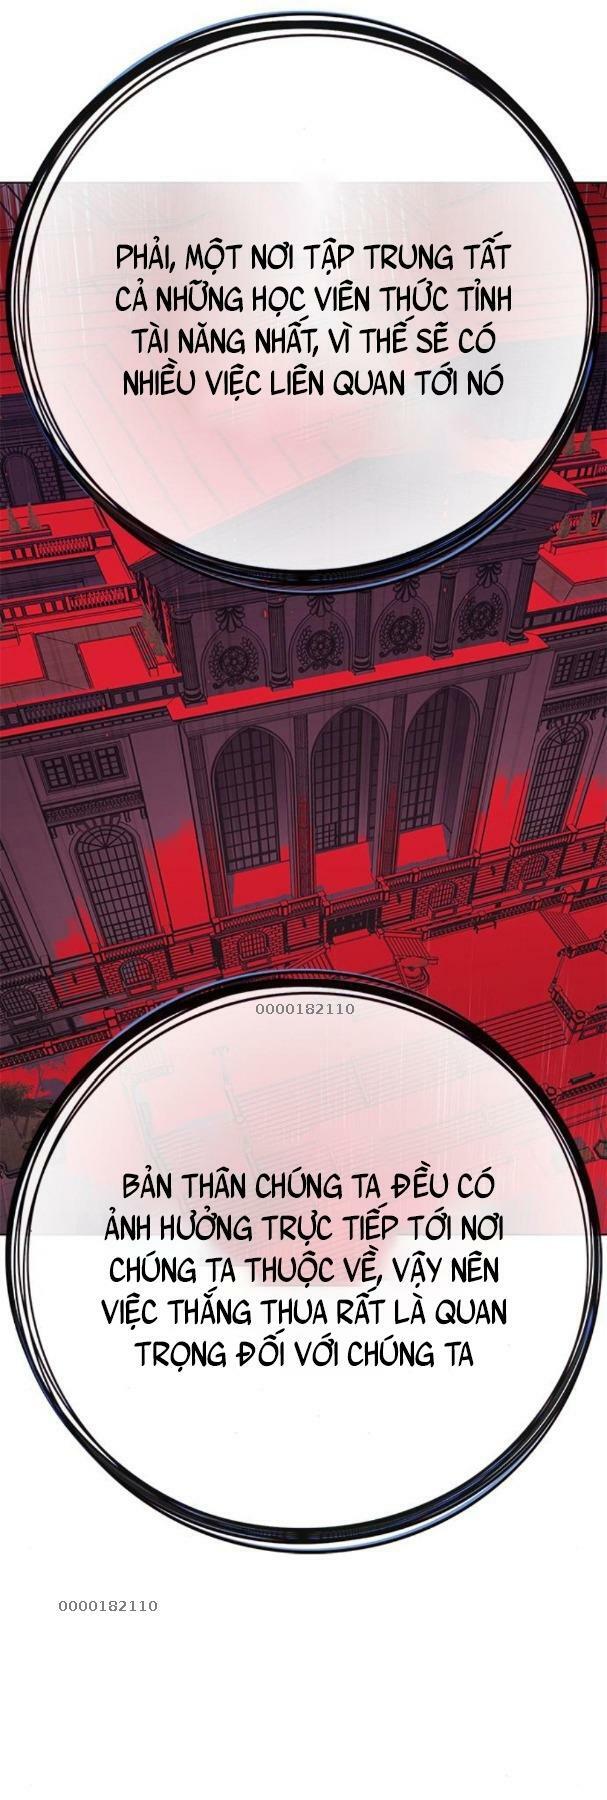 PHẢI, MỘT NƠI TẬP TRUNG TẤT
CẢ NHỮNG HỌC VIÊN THỨC TỈNH
TÀI NĂNG NHẤT, VÌ THẾ SẼ CÓ
NHIỀU VIỆC LIÊN QUAN TỚI NÓ
0000182110
BẢN THÂN CHÚNG TA ĐỀU CÓ
ẢNH HƯỞNG TRỰC TIẾP TỚI NƠI
CHÚNG TA THUỘC VỀ, VẬY NÊN
VIỆC THẮNG THUA RẤT LÀ QUAN
TRỌNG ĐỐI VỚI CHÚNG TA
0000182110